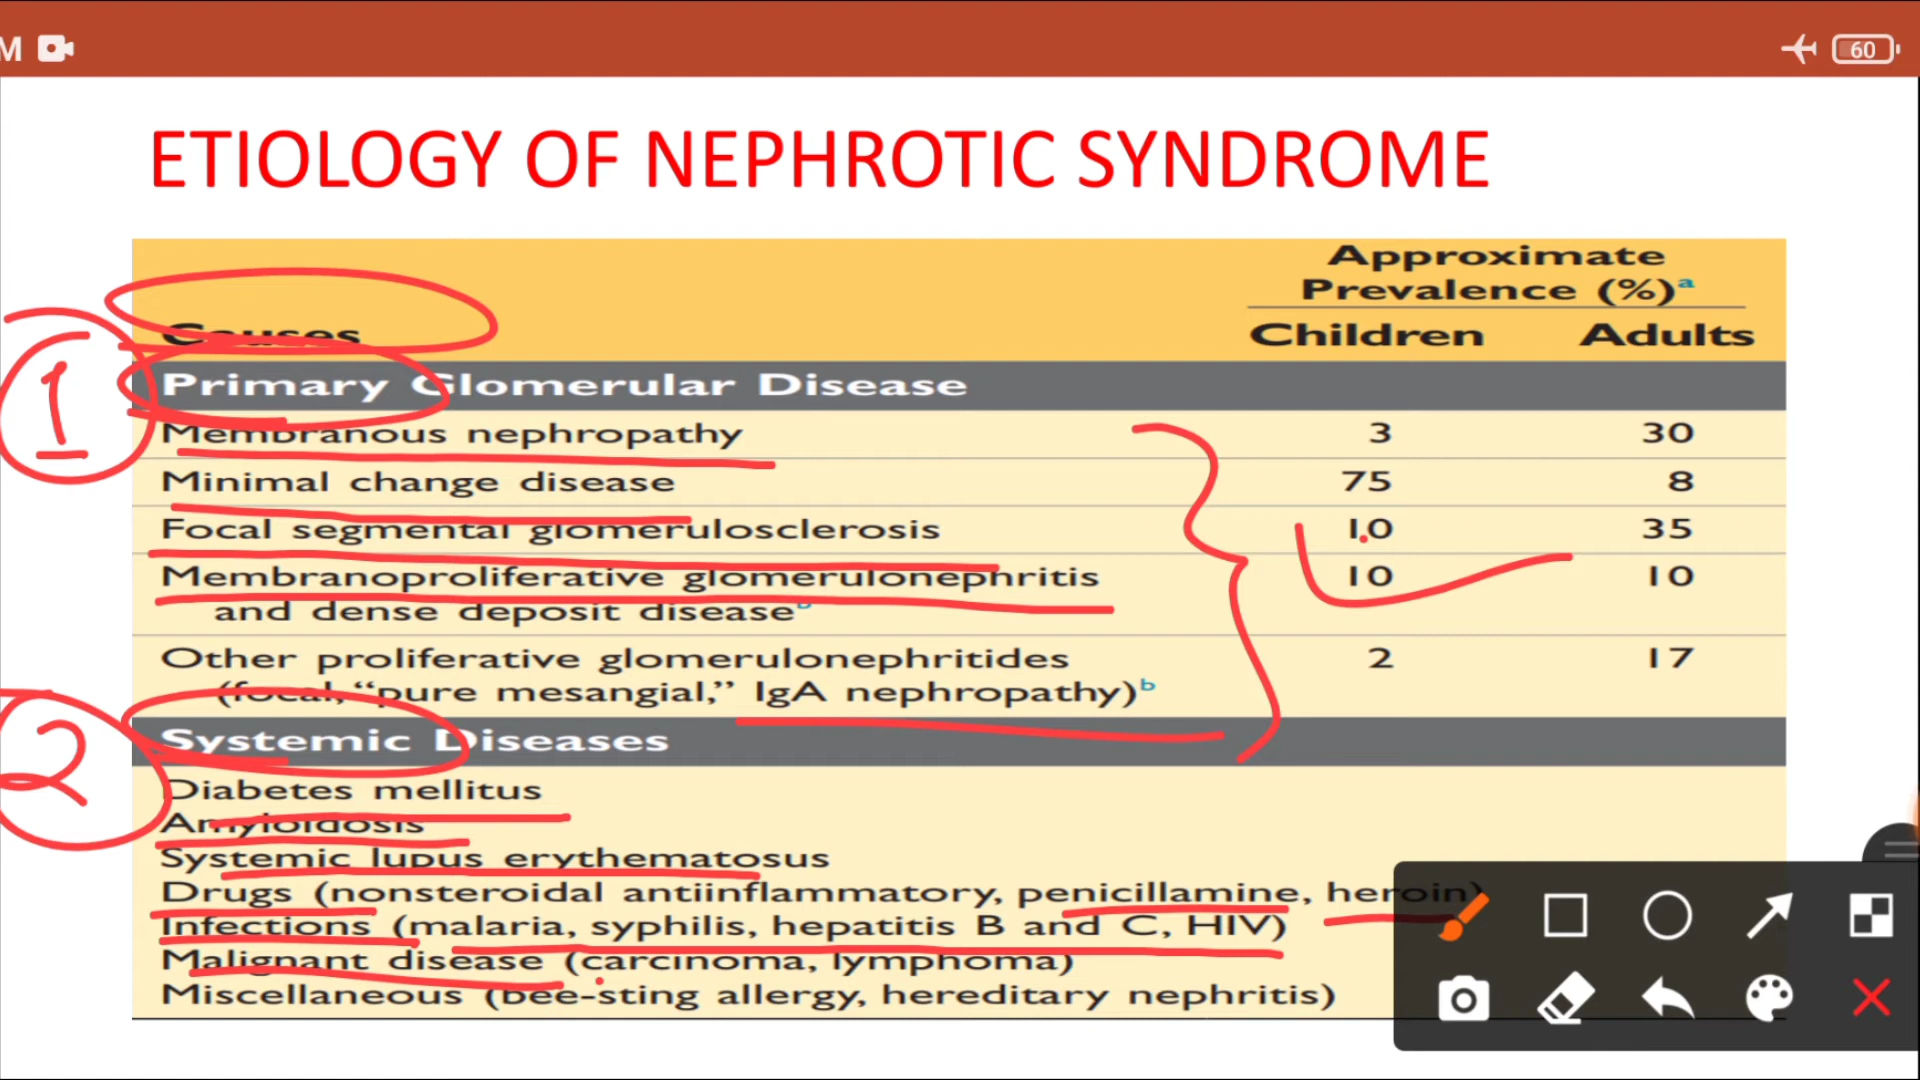 M
60
ETIOLOGY OF NEPHROTIC SYNDROME
Approximate
Prevalence (%)a
Causes Children Adults
1
Primary Glomerular Disease
Membranous nephropathy 3 30
Minimal change disease 75 8
Focal segmental glomerulosclerosis 10 35
Membranoproliferative glomerulonephritis 10 10
and dense deposit diseaseb
Other proliferative glomerulonephritides 2 17
(focal, “pure mesangial,” IgA nephropathy)b
2
Systemic Diseases
Diabetes mellitus
Amyloidosis
Systemic lupus erythematosus
Drugs (nonsteroidal antiinflammatory, penicillamine, heroin)
Infections (malaria, syphilis, hepatitis B and C, HIV)
Malignant disease (carcinoma, lymphoma)
Miscellaneous (bee-sting allergy, hereditary nephritis)